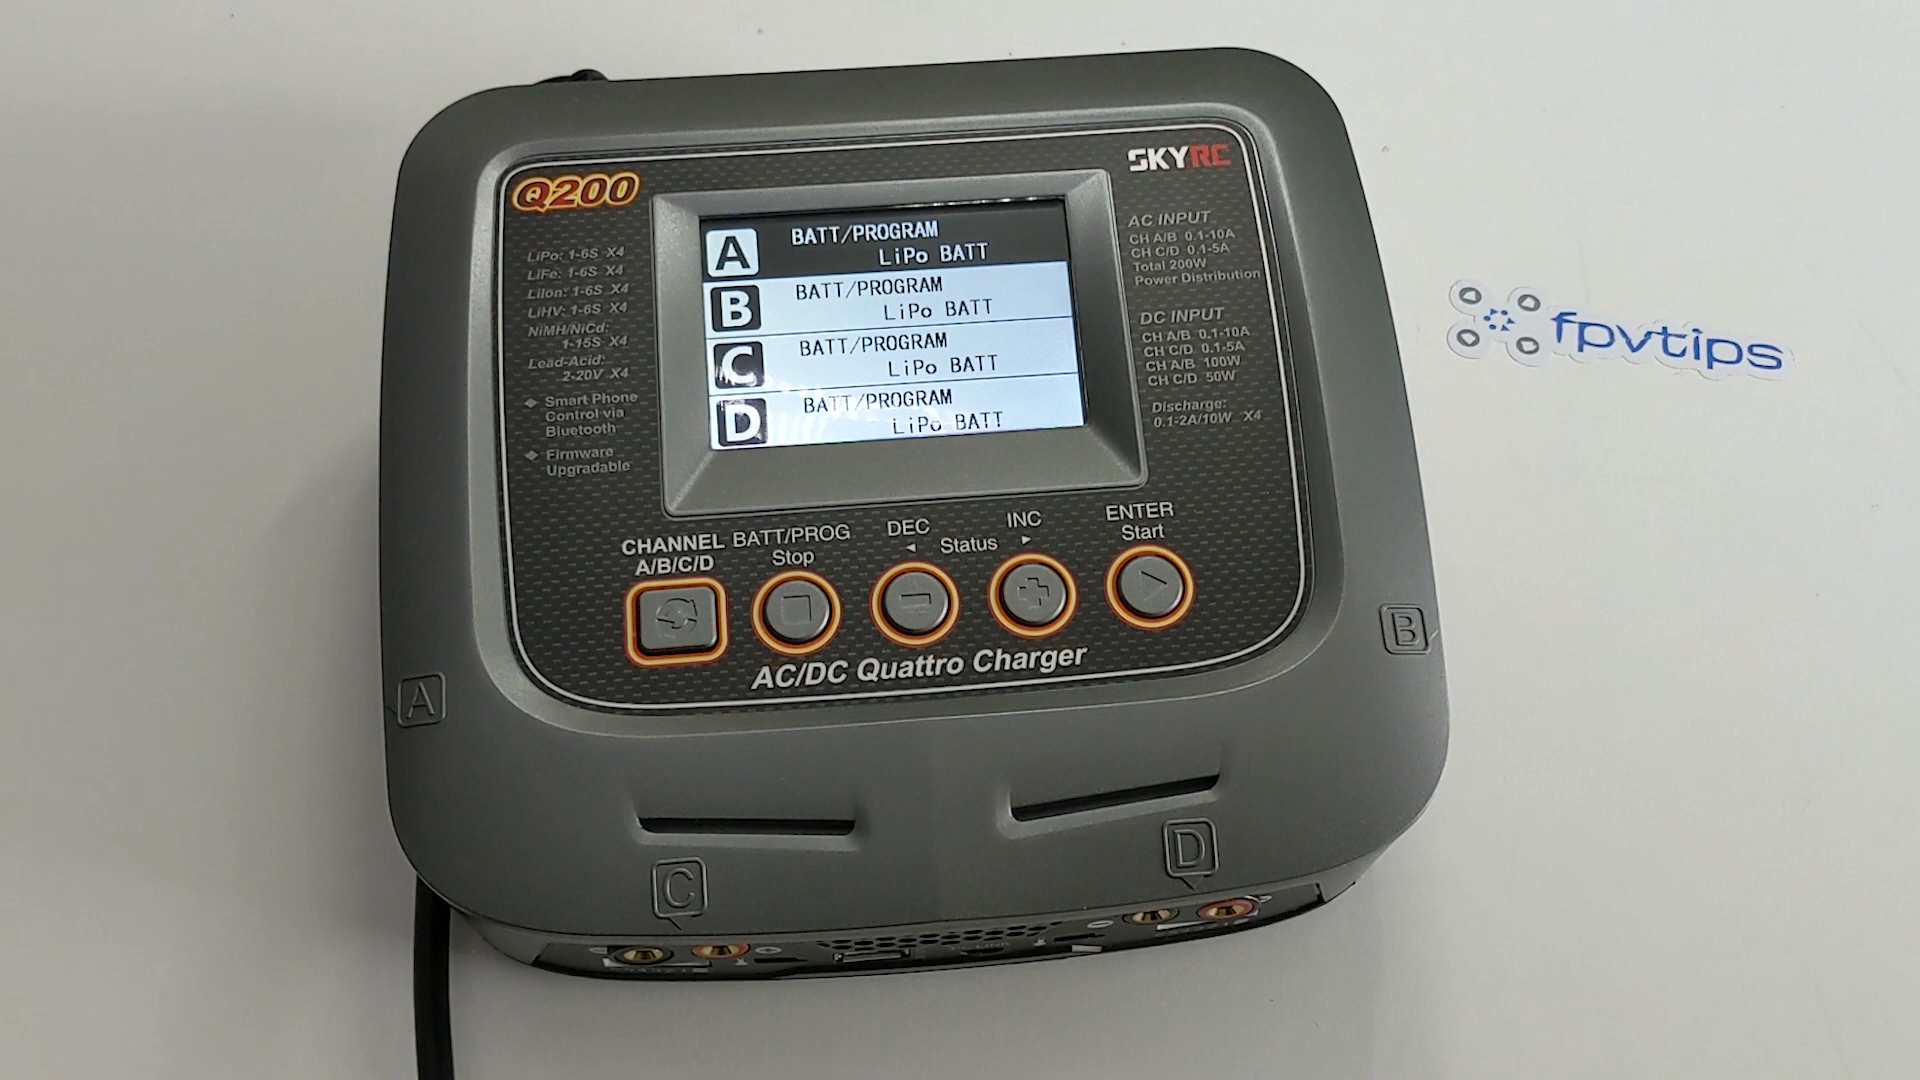 Q200
SKYRC
LiPo: 1-6S X4
LiFe: 1-6S X4
LiIon: 1-6S X4
LiHV: 1-6S X4
NiMH/NiCd:
1-15S X4
Lead-Acid:
2-20V X4
Smart Phone
Control via
Bluetooth
Firmware
Upgradable
A BATT/PROGRAM
LiPo BATT
B BATT/PROGRAM
LiPo BATT
C BATT/PROGRAM
LiPo BATT
D BATT/PROGRAM
LiPo BATT
AC INPUT
CH A/B 0.1-10A
CH C/D 0.1-5A
Total 200W
Power Distribution
DC INPUT
CH A/B 0.1-10A
CH C/D 0.1-5A
CH A/B 100W
CH C/D 50W
Discharge:
0.1-2A/10W X4
fpvtips
CHANNEL
A/B/C/D
BATT/PROG
Stop
DEC
INC
Status
ENTER
Start
AC/DC Quattro Charger
A
B
C
D